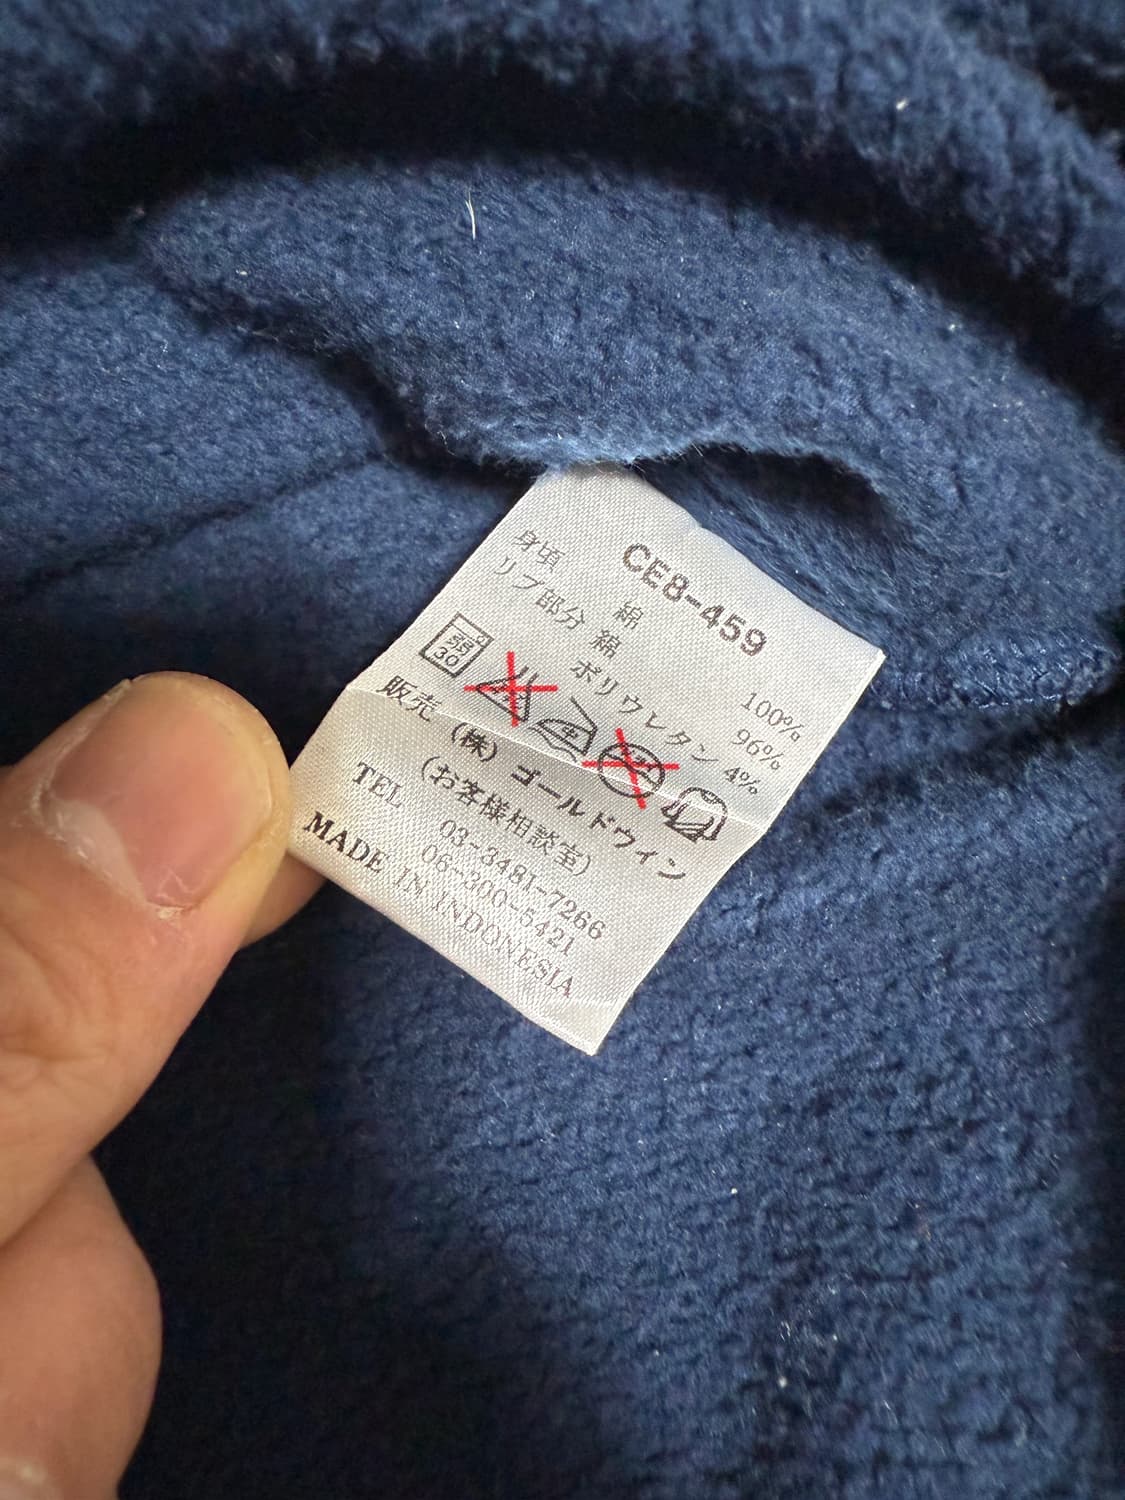 CE8-459
身頃 綿 100%
リブ部分 綿 96%
ポリウレタン 4%
弱 30 中
販売 (株) ゴールドウイン
(お客様相談室)
TEL 03-3481-7266
06-300-5421
MADE IN INDONESIA